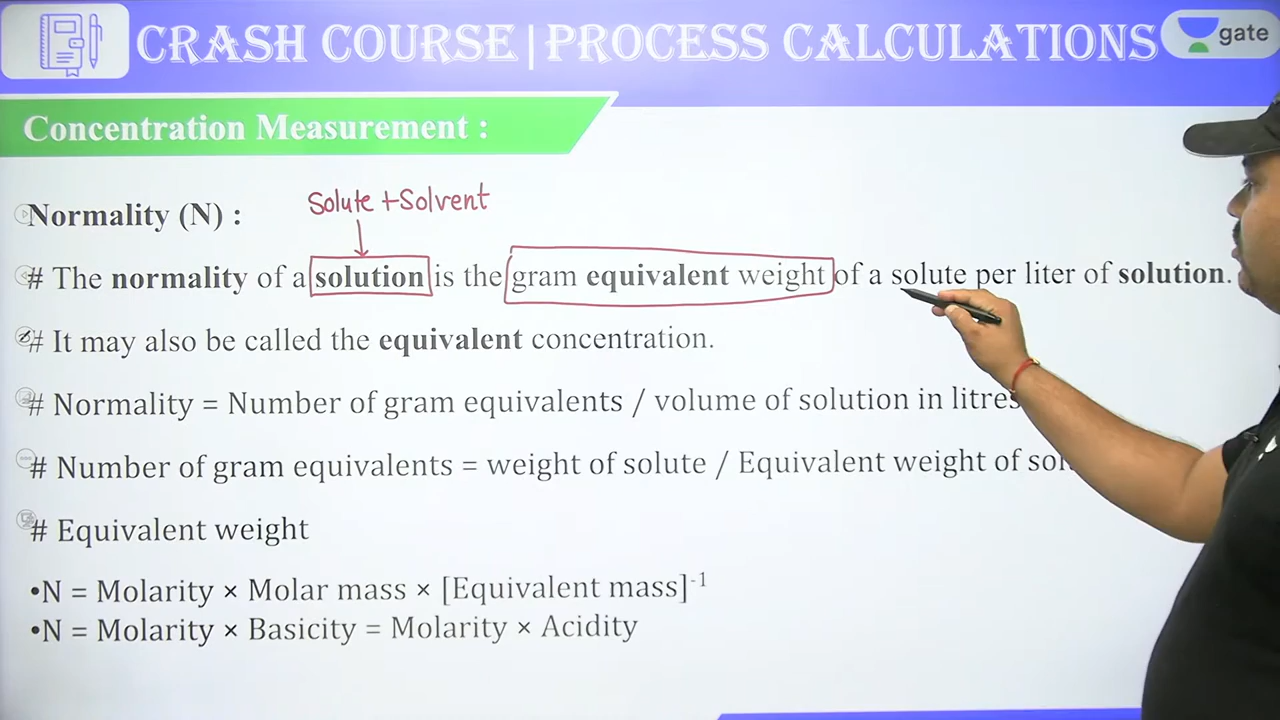 CRASH COURSE|PROCESS CALCULATIONS
gate
Concentration Measurement :
Solute + Solvent
Normality (N) :
# The normality of a solution is the gram equivalent weight of a solute per liter of solution.
# It may also be called the equivalent concentration.
# Normality = Number of gram equivalents / volume of solution in litres
# Number of gram equivalents = weight of solute / Equivalent weight of
# Equivalent weight
•N = Molarity × Molar mass × [Equivalent mass]⁻¹
•N = Molarity × Basicity = Molarity × Acidity